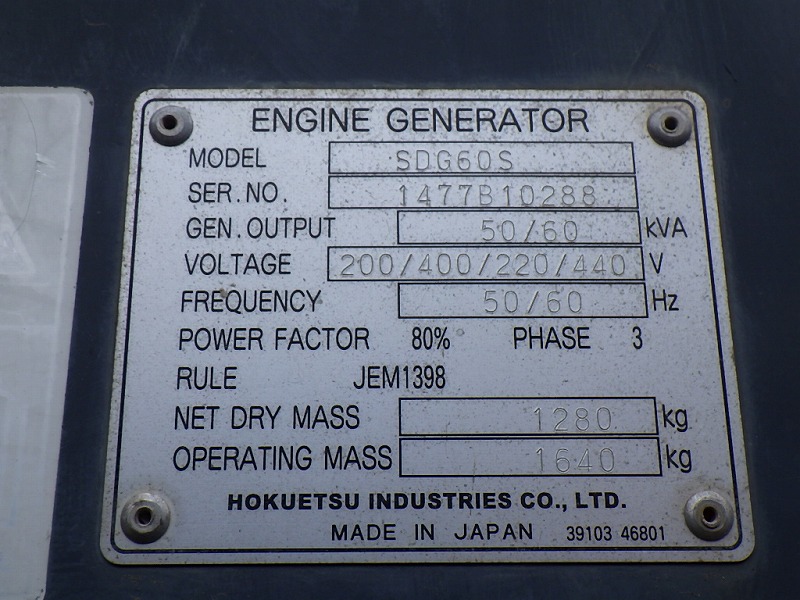 ENGINE GENERATOR
MODEL SDG60S
SER.NO. 1477B10288
GEN.OUTPUT 50/60 kVA
VOLTAGE 200/400/220/440 V
FREQUENCY 50/60 Hz
POWER FACTOR 80% PHASE 3
RULE JEM1398
NET DRY MASS 1280 kg
OPERATING MASS 1640 kg
HOKUETSU INDUSTRIES CO., LTD.
MADE IN JAPAN 39103 46801